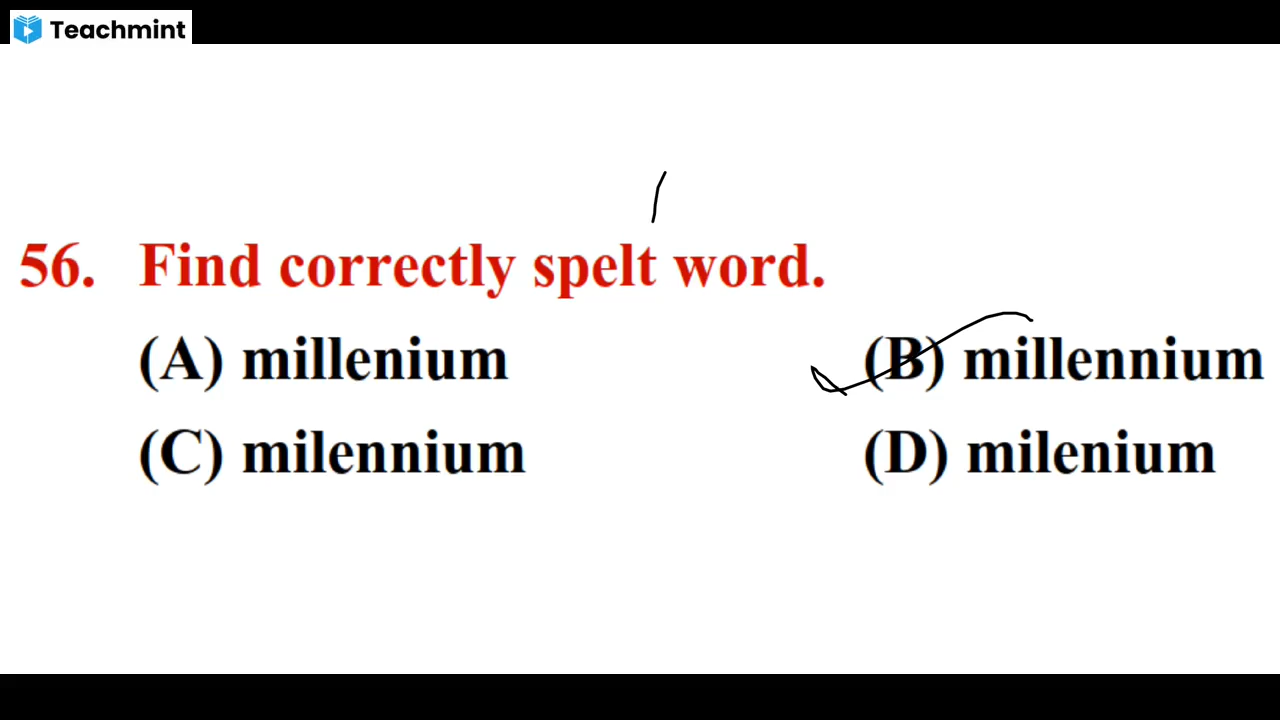 Teachmint
56. Find correctly spelt word.
(A) millenium (B) millennium
(C) milennium (D) milenium